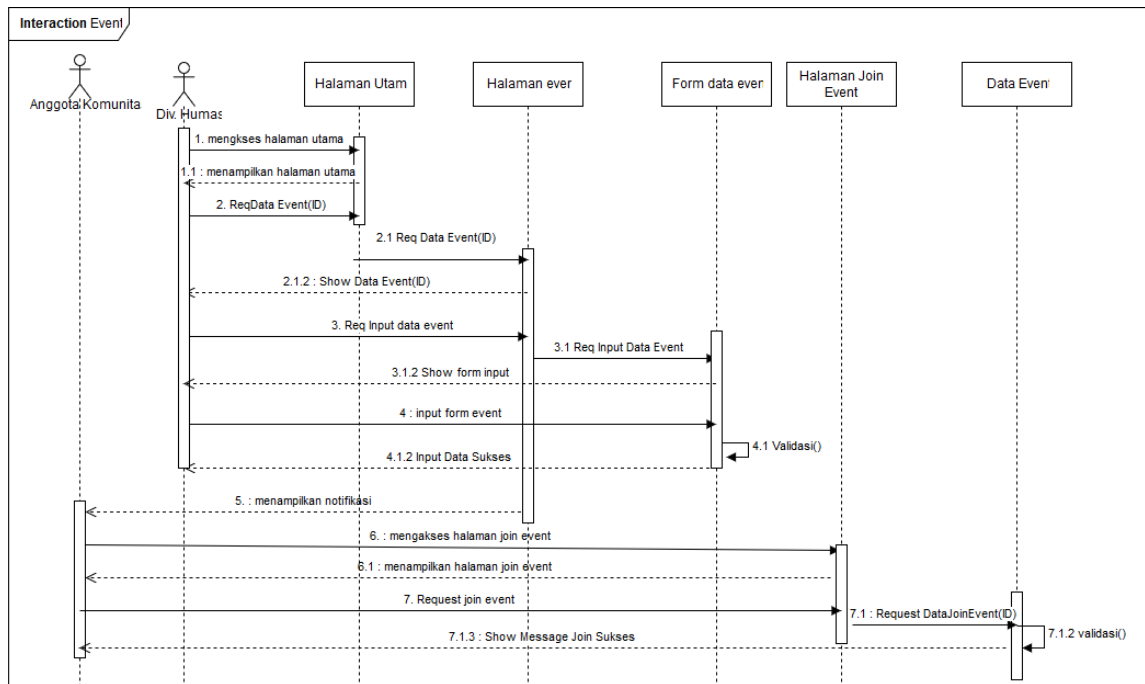 Interaction Event
Anggota Komunita
Div. Humas
Halaman Utam
Halaman ever
Form data even
Halaman Join
Event
Data Event
1. mengkses halaman utama
1.1 : menampilkan halaman utama
2. ReqData Event(ID)
2.1 Req Data Event(ID)
2.1.2 : Show Data Event(ID)
3. Req Input data event
3.1 Req Input Data Event
3.1.2 Show form input
4 : input form event
4.1 Validasi()
4.1.2 Input Data Sukses
5. : menampilkan notifikasi
6. : mengakses halaman join event
6.1 : menampilkan halaman join event
7. Request join event
7.1 : Request DataJoinEvent(ID)
7.1.2 validasi()
7.1.3 : Show Message Join Sukses